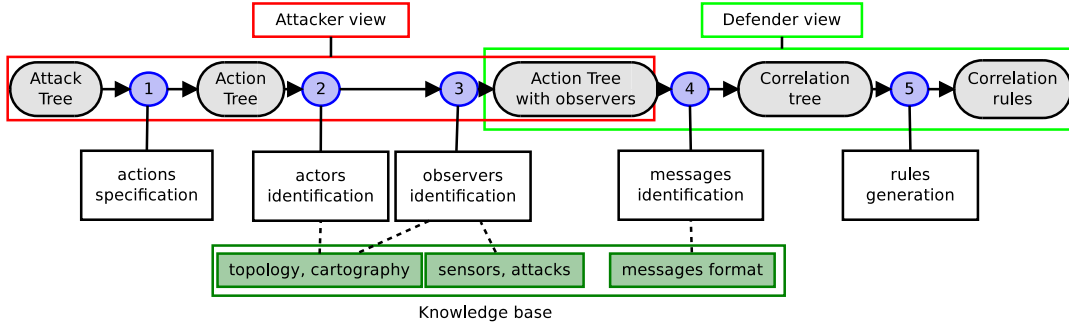 Attacker view
Defender view
Attack
Tree
1
Action
Tree
2
3
Action Tree
with observers
4
Correlation
tree
5
Correlation
rules
actions
specification
actors
identification
observers
identification
messages
identification
rules
generation
topology, cartography
sensors, attacks
messages format
Knowledge base